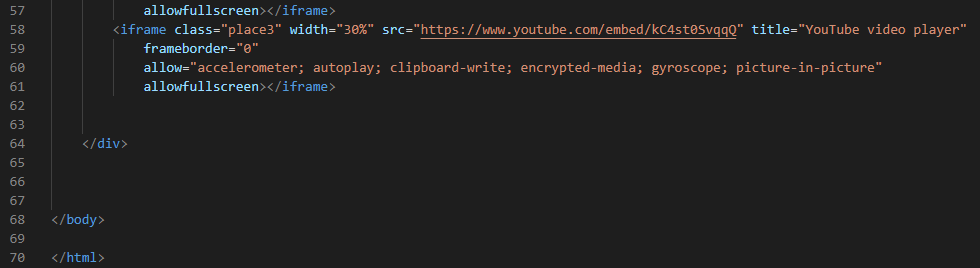 57 allowfullscreen></iframe>
58 <iframe class="place3" width="30%" src="https://www.youtube.com/embed/kC4st0SvqqQ" title="YouTube video player"
59 frameborder="0"
60 allow="accelerometer; autoplay; clipboard-write; encrypted-media; gyroscope; picture-in-picture"
61 allowfullscreen></iframe>
62
63
64 </div>
65
66
67
68 </body>
69
70 </html>